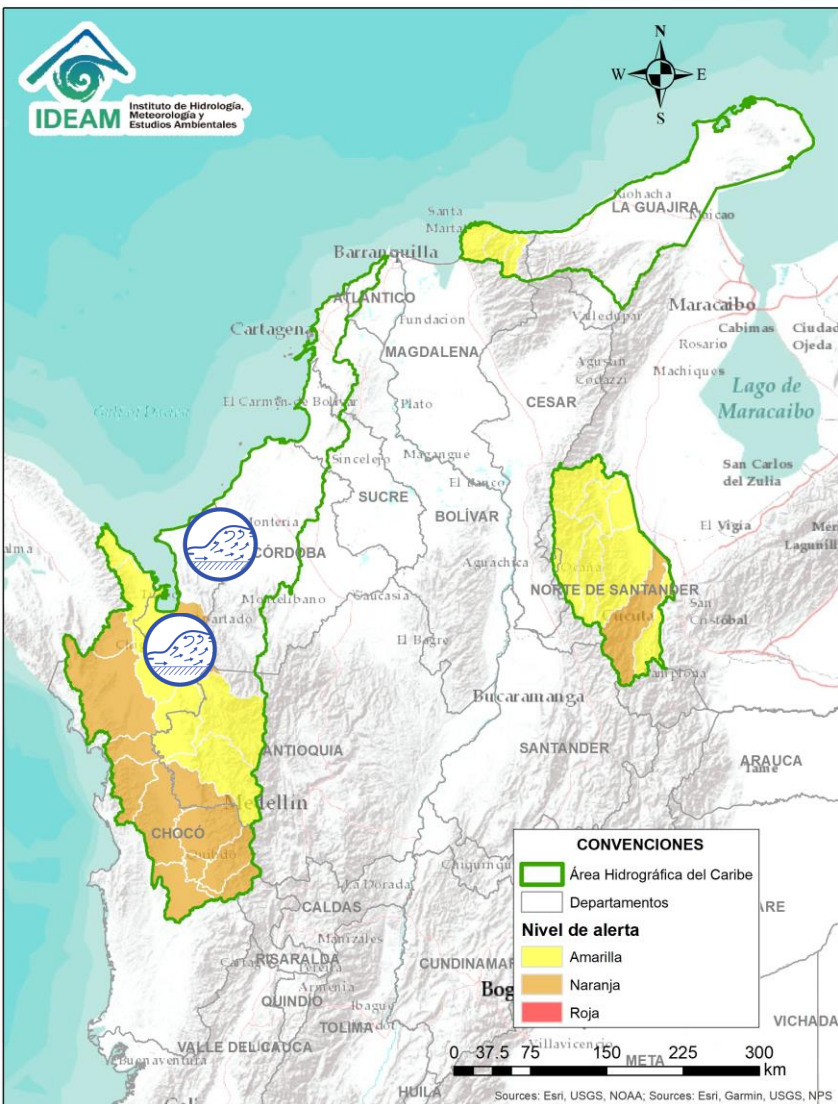 IDEAM
Instituto de Hidrología,
Meteorología y
Estudios Ambientales
N
W
E
S
Riohacha
LA GUAJIRA
Maicao
Santa
Marta
Barranquilla
ATLÁNTICO
Maracaibo
Cartagena
Fundación
Valledupar
Cabimas
Ciudad
Ojeda
MAGDALENA
Rosario
Agustín
Codazzi
Machiques
Lago de
Maracaibo
El Carmen de Bolívar
Plato
CESAR
Sincelejo
Magangué
San Carlos
del Zulia
SUCRE
El Banco
BOLÍVAR
El Vigía
Montería
CÓRDOBA
Aguachica
Ocaña
NORTE DE SANTANDER
Montelíbano
Caucasia
San
Cristóbal
Cúcuta
El Bagre
Pamplona
Bucaramanga
ANTIOQUIA
SANTANDER
ARAUCA
Tame
Medellín
CHOCÓ
Quibdó
CONVENCIONES
Área Hidrográfica del Caribe
Departamentos
Nivel de alerta
Amarilla
Naranja
Roja
La Dorada
CALDAS
Manizales
RISARALDA
Pereira
Armenia
QUINDÍO
Ibagué
TOLIMA
VICHADA
Villavicencio
VALLE DEL CAUCA
Buenaventura
META
HUILA
0 37.5 75 150 225 300
km
Sources: Esri, USGS, NOAA; Sources: Esri, Garmin, USGS, NPS